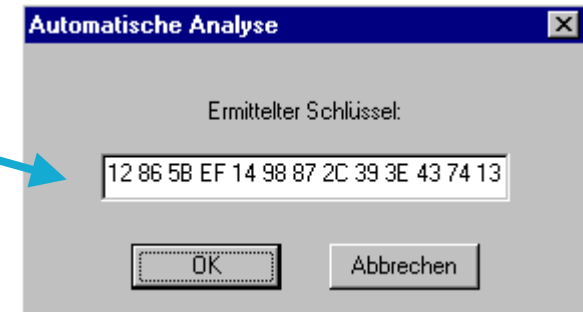 Automatische Analyse
Ermittelter Schlüssel:
12 86 5B EF 14 98 87 2C 39 3E 43 74 13
OK
Abbrechen